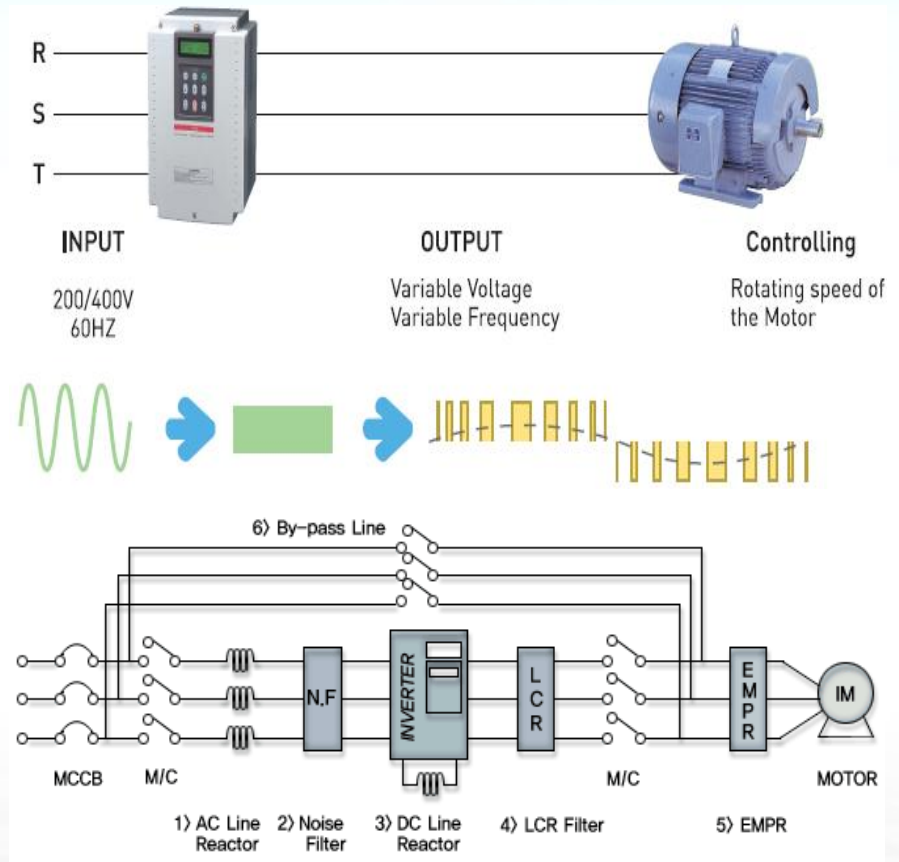 R
S
T
INPUT
OUTPUT
Controlling
200/400V
60HZ
Variable Voltage
Variable Frequency
Rotating speed of
the Motor
6) By-pass Line
N.F
INVERTER
LCR
EMPR
IM
MCCB
M/C
M/C
MOTOR
1) AC Line
Reactor
2) Noise
Filter
3) DC Line
Reactor
4) LCR Filter
5) EMPR